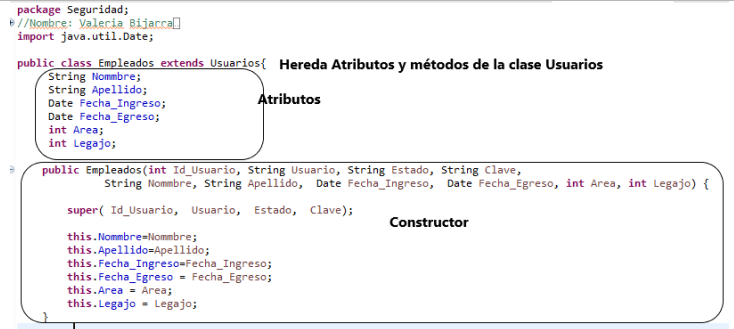 package Seguridad;
//Nombre: Valeria Bijarra
import java.util.Date;
public class Empleados extends Usuarios{ Hereda Atributos y métodos de la clase Usuarios
String Nommbre;
String Apellido; Atributos
Date Fecha_Ingreso;
Date Fecha_Egreso;
int Area;
int Legajo;
public Empleados(int Id_Usuario, String Usuario, String Estado, String Clave,
String Nommbre, String Apellido, Date Fecha_Ingreso, Date Fecha_Egreso, int Area, int Legajo) {
super( Id_Usuario, Usuario, Estado, Clave);
Constructor
this.Nombre=Nommbre;
this.Apellido=Apellido;
this.Fecha_Ingreso=Fecha_Ingreso;
this.Fecha_Egreso = Fecha_Egreso;
this.Area = Area;
this.Legajo = Legajo;
}